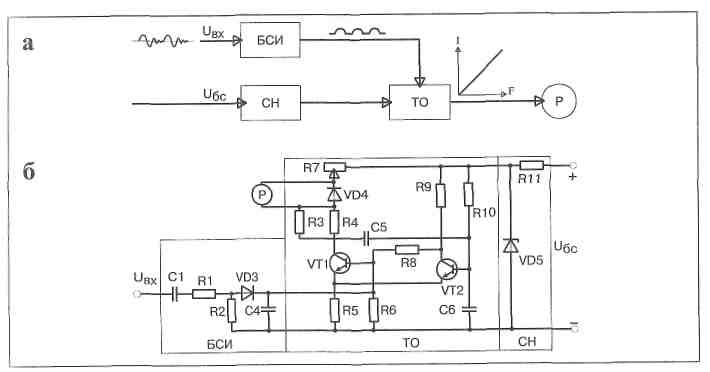 а
Uвх
БСИ
I
F
Uбс
СН
ТО
Р
б
R7
R11
+
Р
VD4
R9
R10
R3
R4
C5
VT1
R8
VT2
VD5
Uбс
Uвх
C1
R1
VD3
R2
C4
R5
R6
C6
−
БСИ
ТО
СН